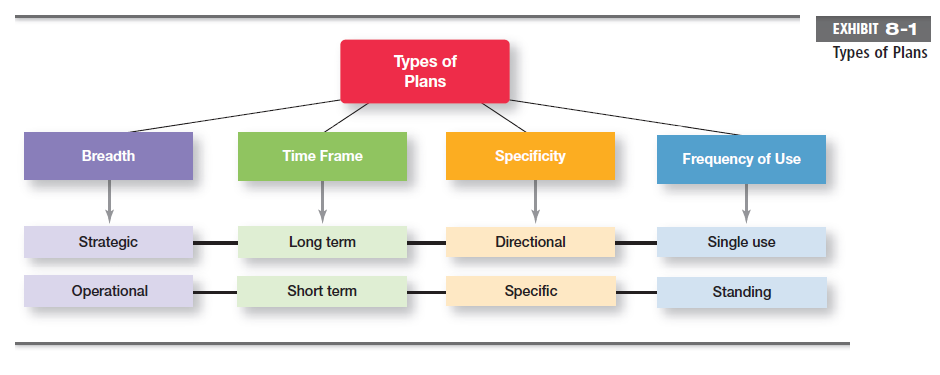 EXHIBIT 8-1
Types of Plans
Types of
Plans
Breadth
Time Frame
Specificity
Frequency of Use
Strategic
Long term
Directional
Single use
Operational
Short term
Specific
Standing